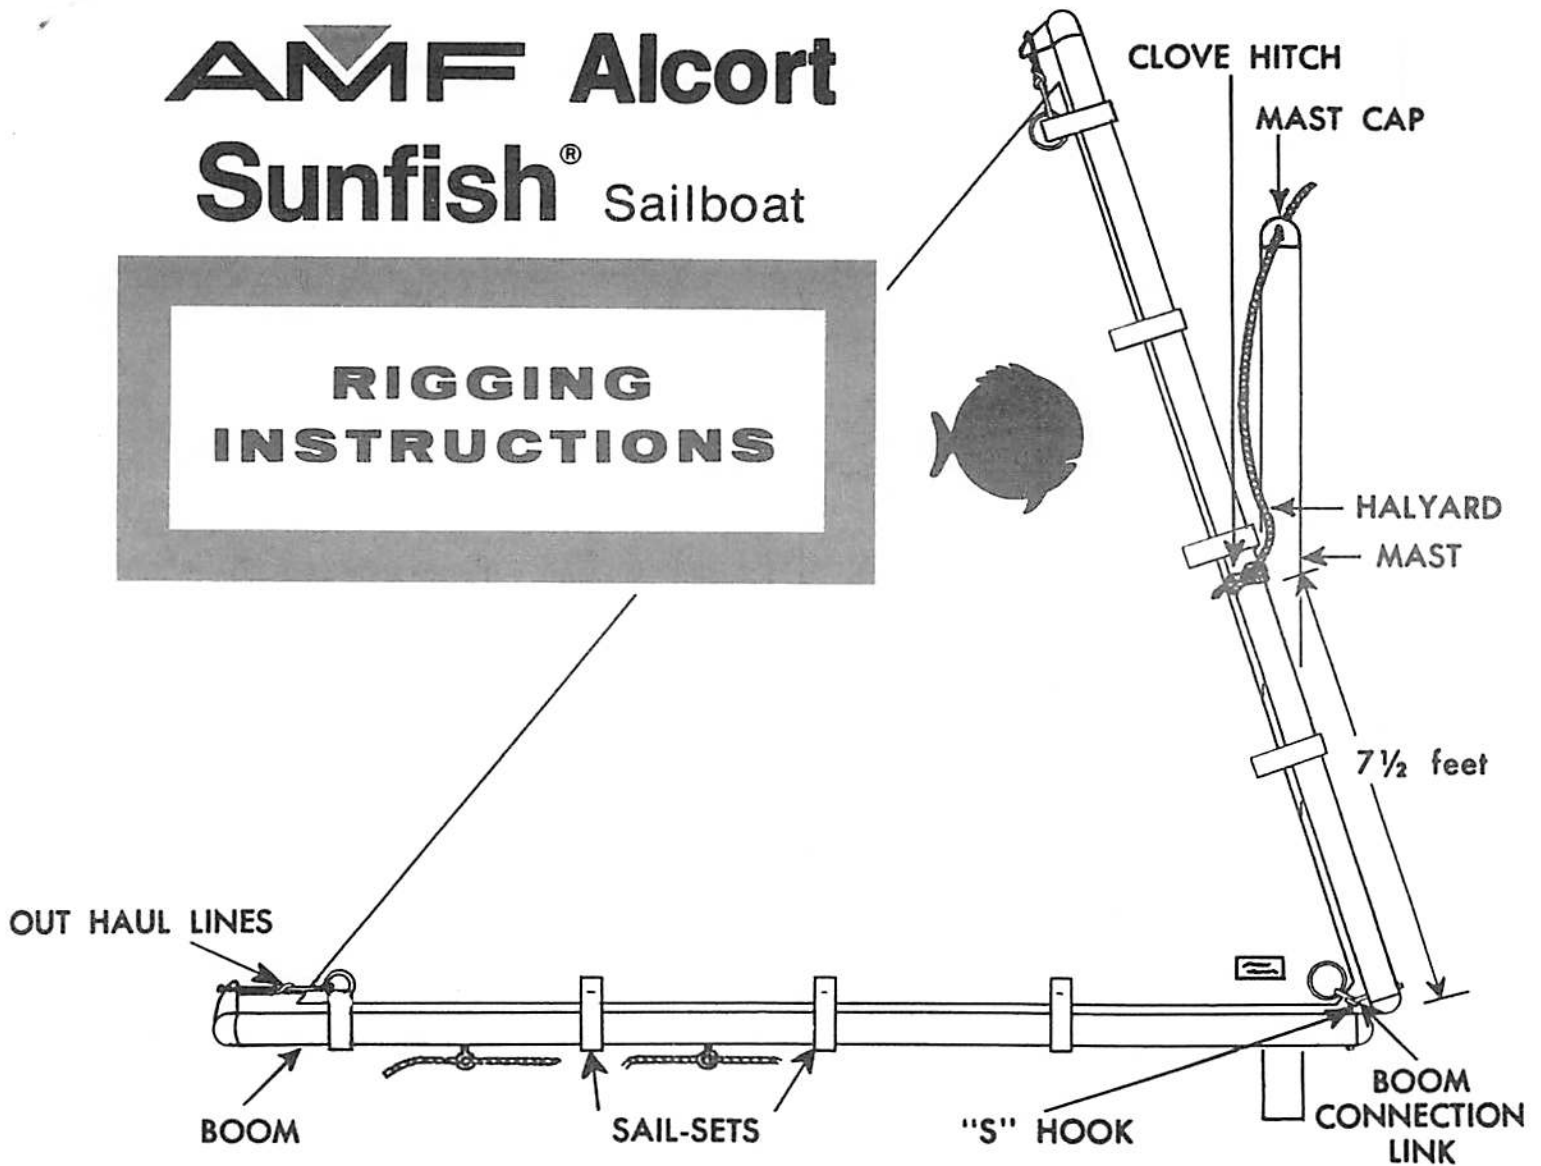 AMF Alcort
Sunfish® Sailboat
RIGGING
INSTRUCTIONS
CLOVE HITCH
MAST CAP
HALYARD
MAST
7½ feet
OUT HAUL LINES
BOOM
SAIL-SETS
"S" HOOK
BOOM
CONNECTION
LINK